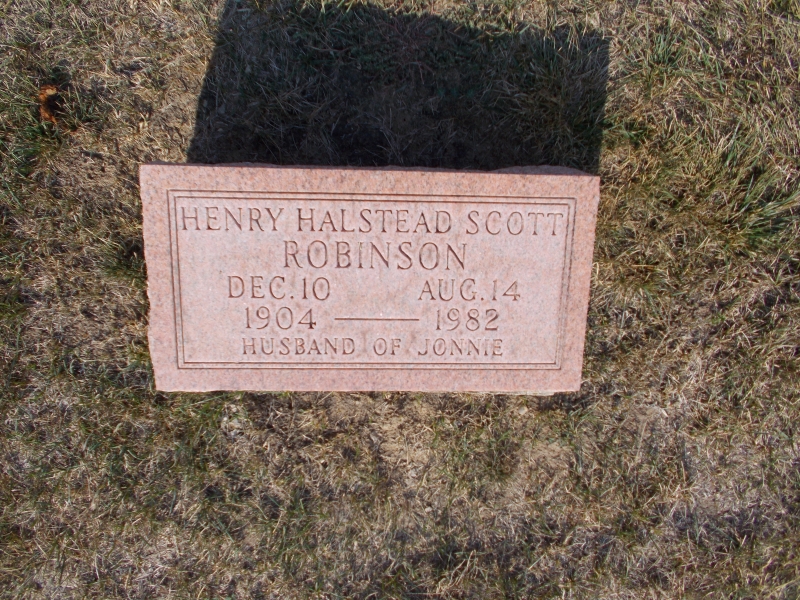 HENRY HALSTEAD SCOTT
ROBINSON
DEC. 10 AUG. 14
1904 — 1982
HUSBAND OF JONNIE